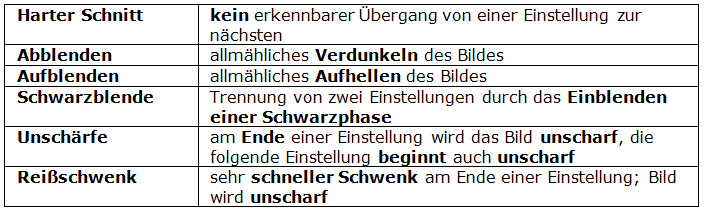 Harter Schnitt kein erkennbarer Übergang von einer Einstellung zur
nächsten
Abblenden allmähliches Verdunkeln des Bildes
Aufblenden allmähliches Aufhellen des Bildes
Schwarzblende Trennung von zwei Einstellungen durch das Einblenden
einer Schwarzphase
Unschärfe am Ende einer Einstellung wird das Bild unscharf, die
folgende Einstellung beginnt auch unscharf
Reißschwenk sehr schneller Schwenk am Ende einer Einstellung; Bild
wird unscharf